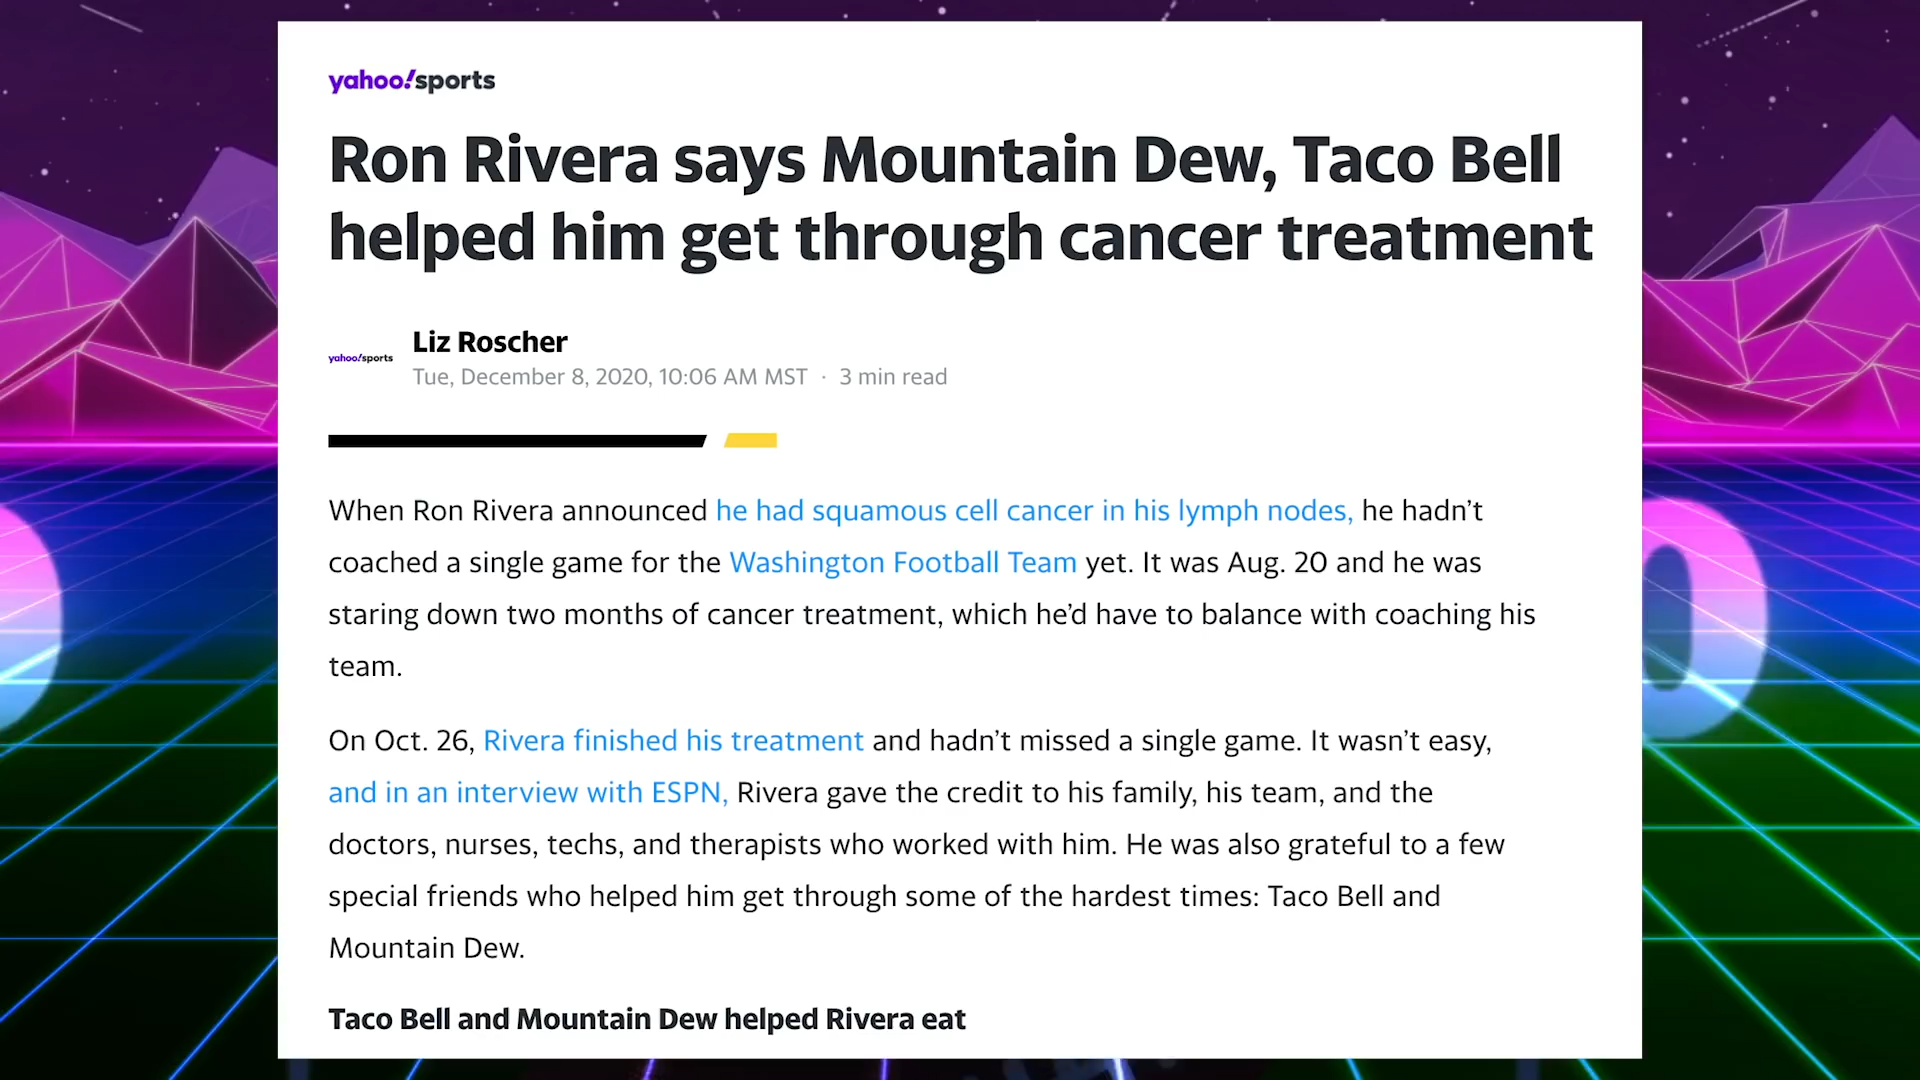 yahoo!sports
Ron Rivera says Mountain Dew, Taco Bell
helped him get through cancer treatment
yahoo!sports
Liz Roscher
Tue, December 8, 2020, 10:06 AM MST · 3 min read
When Ron Rivera announced he had squamous cell cancer in his lymph nodes, he hadn’t
coached a single game for the Washington Football Team yet. It was Aug. 20 and he was
staring down two months of cancer treatment, which he’d have to balance with coaching his
team.
On Oct. 26, Rivera finished his treatment and hadn’t missed a single game. It wasn’t easy,
and in an interview with ESPN, Rivera gave the credit to his family, his team, and the
doctors, nurses, techs, and therapists who worked with him. He was also grateful to a few
special friends who helped him get through some of the hardest times: Taco Bell and
Mountain Dew.
Taco Bell and Mountain Dew helped Rivera eat